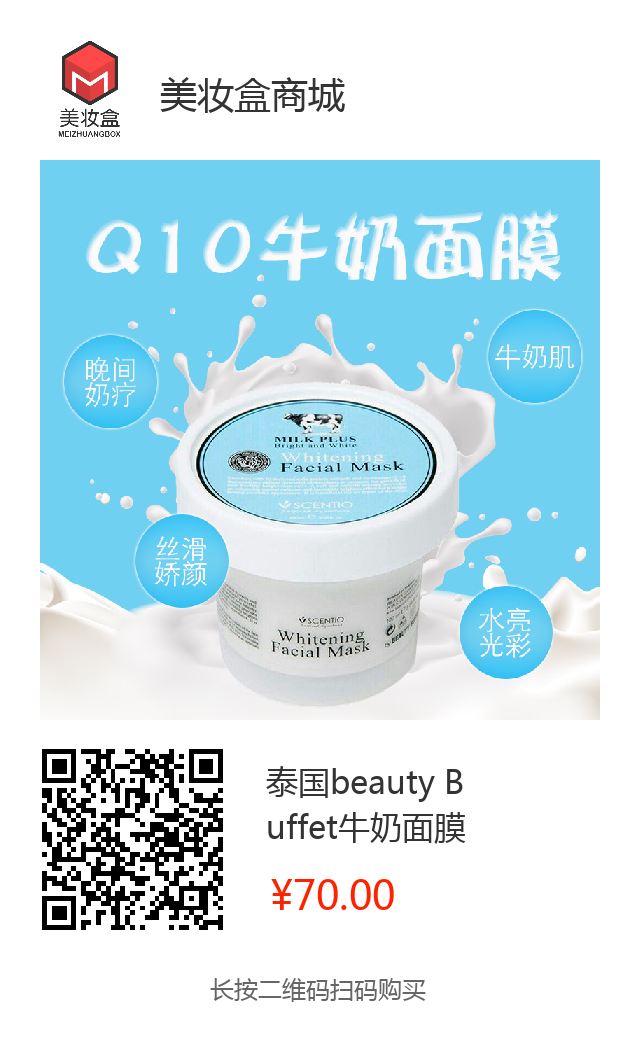 美妆盒
MEIZHUANGBOX
美妆盒商城
Q10牛奶面膜
晚间
奶疗
牛奶肌
MILK PLUS
Bright and White
Whitening
Facial Mask
SCENTIO
丝滑
娇颜
水亮
光彩
SCENTIO
Whitening
Facial Mask
泰国beauty B
uffet牛奶面膜
¥70.00
长按二维码扫码购买